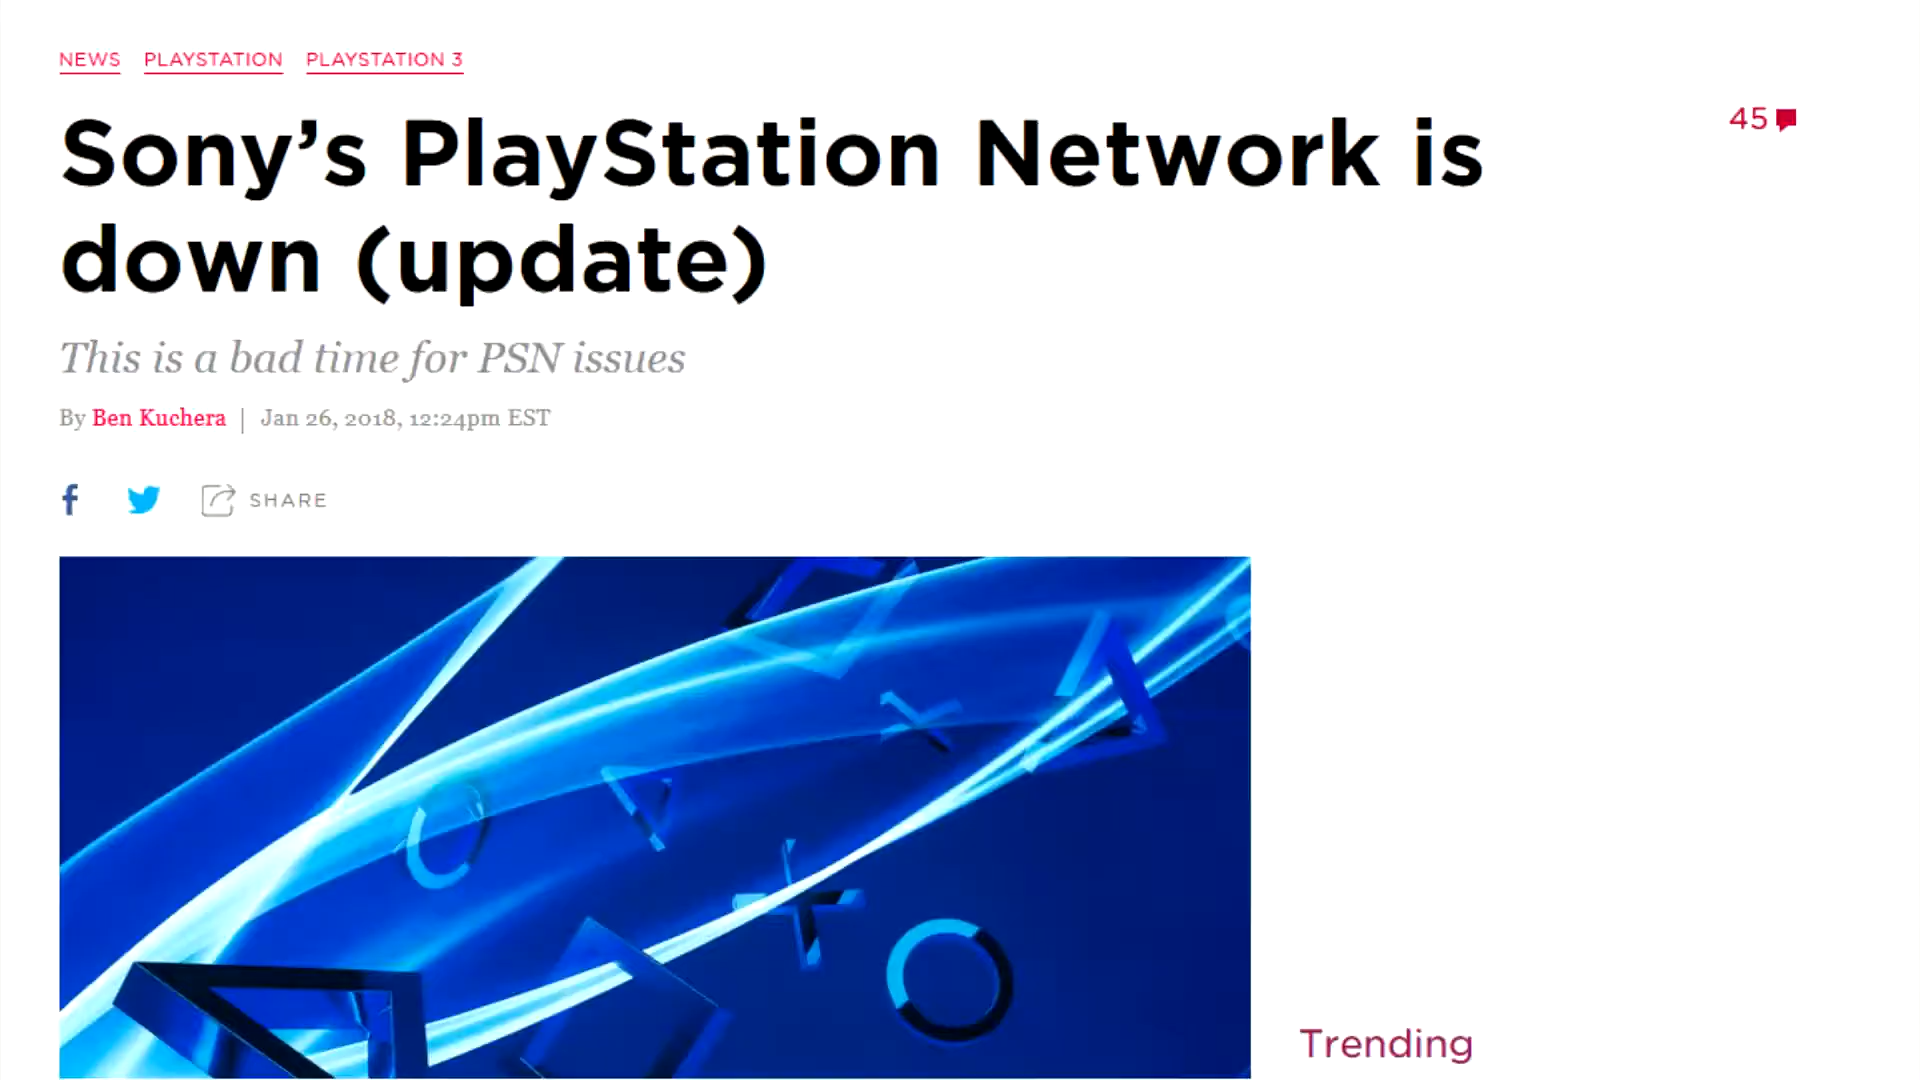 NEWS PLAYSTATION PLAYSTATION 3
Sony’s PlayStation Network is
down (update)
45
This is a bad time for PSN issues
By Ben Kuchera | Jan 26, 2018, 12:24pm EST
SHARE
Trending